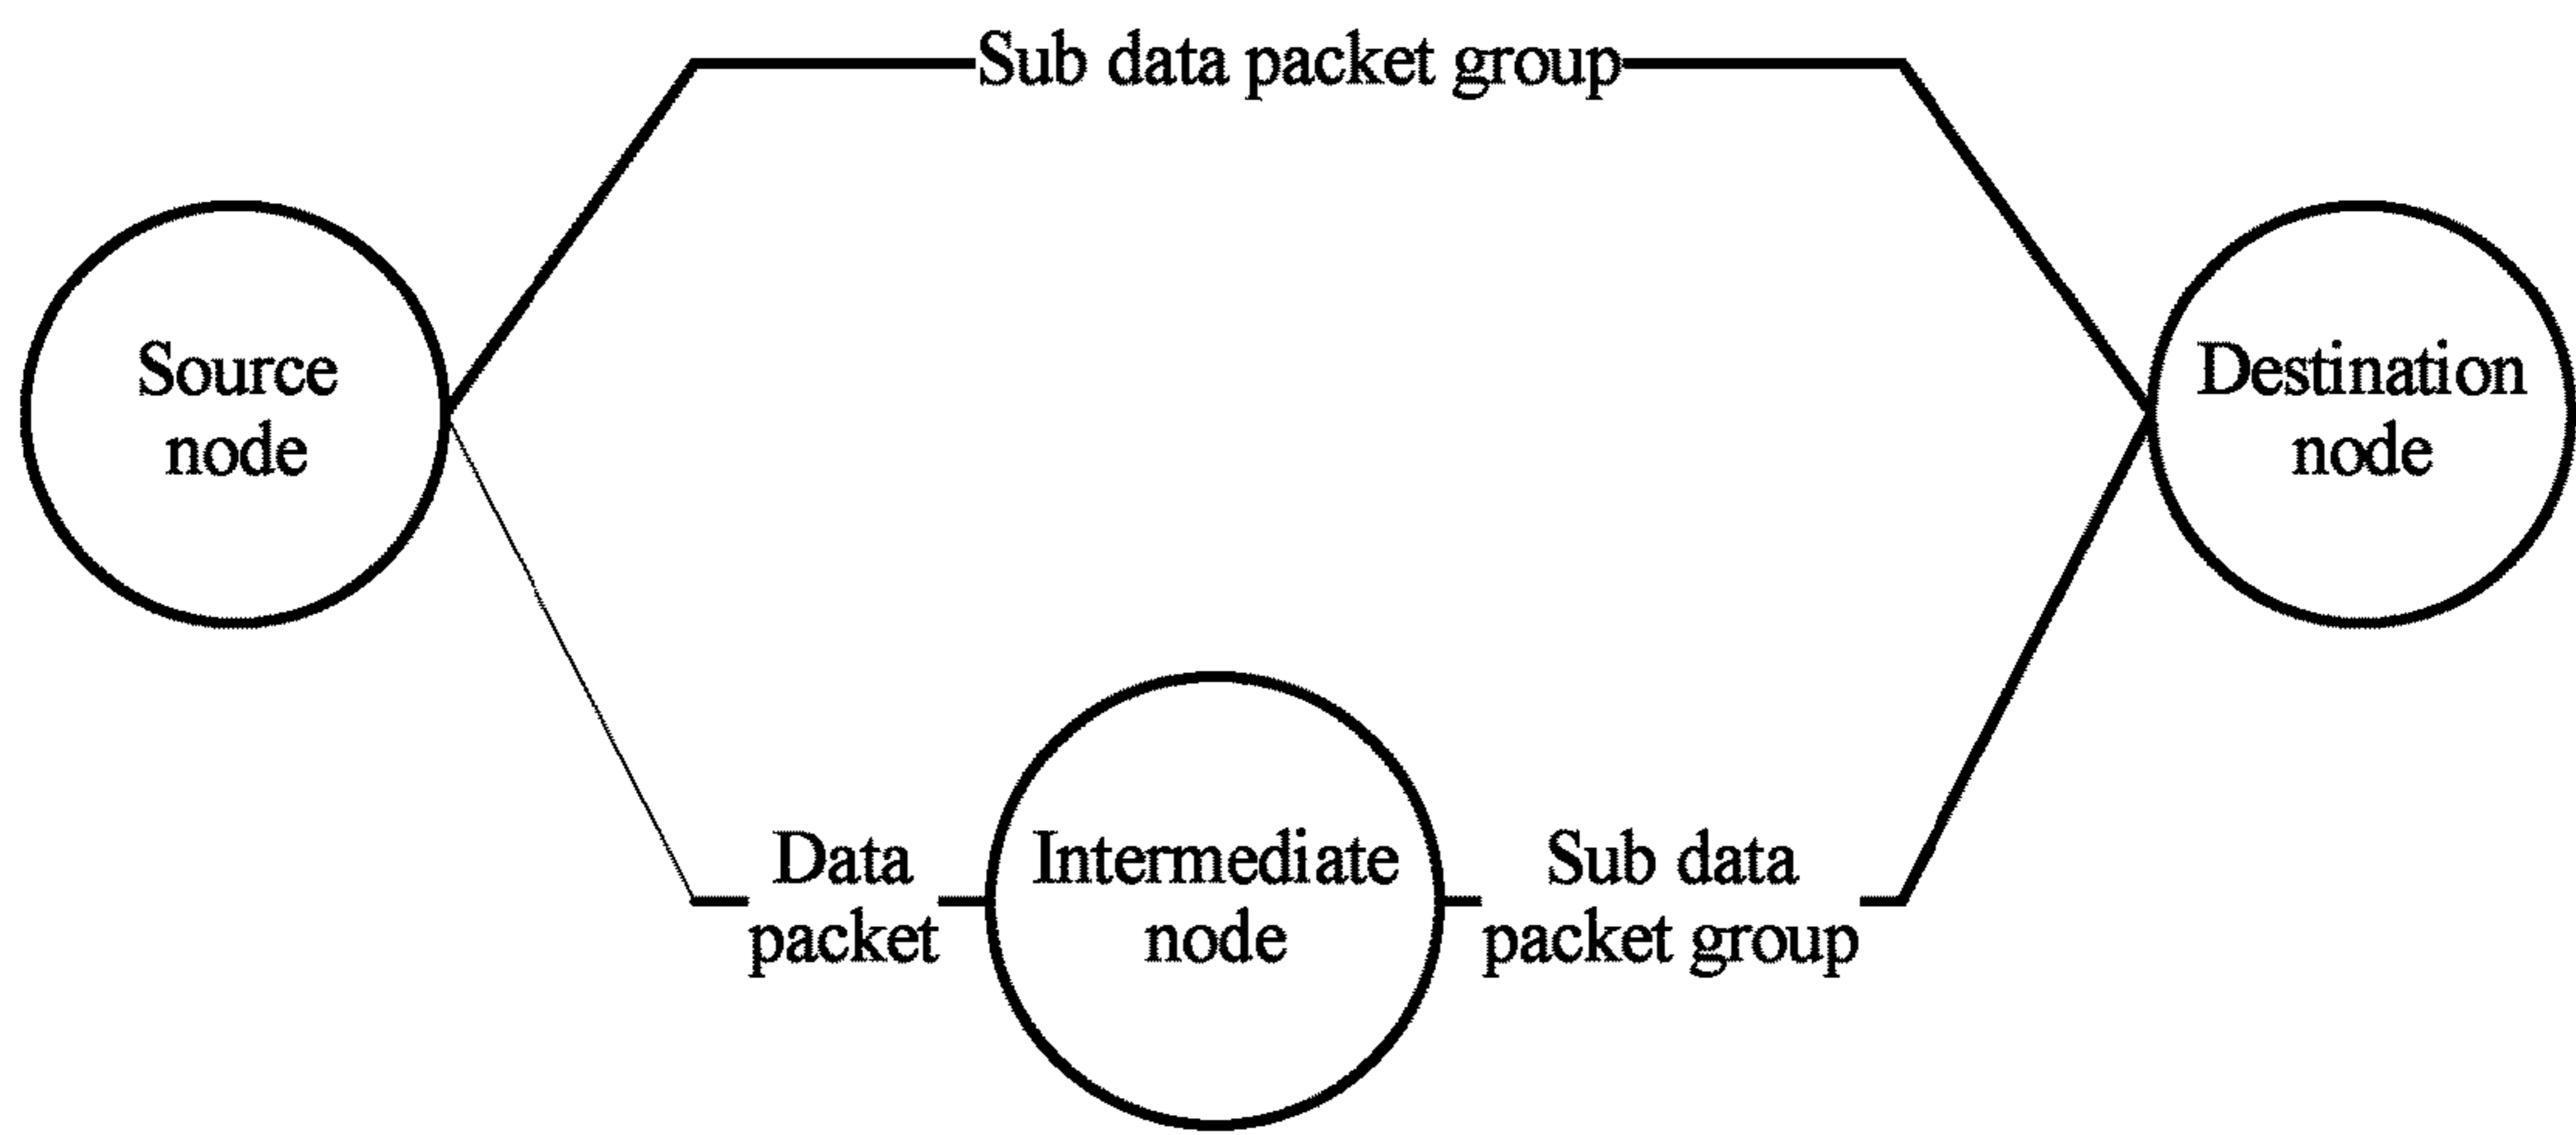 Sub data packet group
Source
node
Destination
node
Data
packet
Intermediate
node
Sub data
packet group